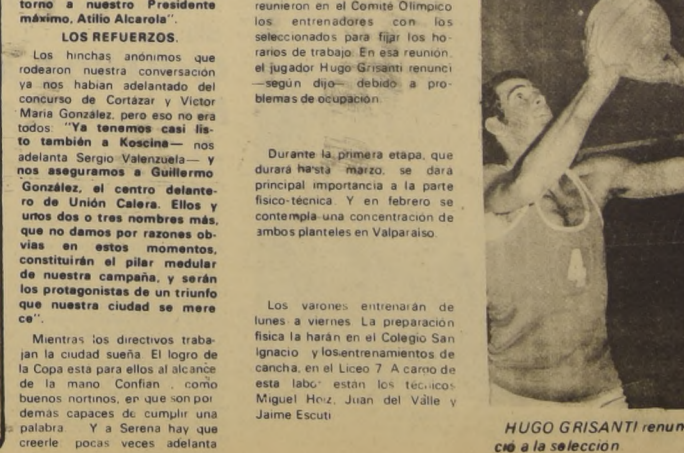 torno a nuestro Presidente
máximo, Atilio Alcarola".
LOS REFUERZOS.
Los hinchas anónimos que
rodearon nuestra conversación
ya nos habian adelantado del
concurso de Cortázar y Victor
Maria González, pero eso no era
todos: "Ya tenemos casi lis-
to también a Koscina— nos
adelanta Sergio Valenzuela— y
nos aseguramos a Guillermo
González, el centro delante-
ro de Unión Calera. Ellos y
unos dos o tres nombres más,
que no damos por razones ob-
vias en estos momentos,
constituirán el pilar medular
de nuestra campaña, y serán
los protagonistas de un triunfo
que nuestra ciudad se mere
ce".
Mientras los directivos traba-
jan la ciudad sueña. El logro de
la Copa está para ellos al alcance
de la mano Confian, como
buenos nortinos, en que son por
demás capaces de cumplir una
palabra. Y a Serena hay que
creerle pocas veces adelanta
reunieron en el Comité Olímpico
los entrenadores con los
seleccionados para fijar los ho-
rarios de trabajo. En esa reunión,
el jugador Hugo Grisanti renunci
—según dijo— debido a pro-
blemas de ocupación.
Durante la primera etapa, que
durará hasta marzo, se dará
principal importancia a la parte
fisico-técnica. Y en febrero se
contempla una concentración de
ambos planteles en Valparaiso.
Los varones entrenarán de
lunes a viernes. La preparación
fisica la harán en el Colegio San
Ignacio y los entrenamientos de
cancha, en el Liceo 7. A cargo de
esta labor están los técnicos
Miguel Juan del Valle y
Jaime Escuti
4
HUGO GRISANTI renun
ció a la selección